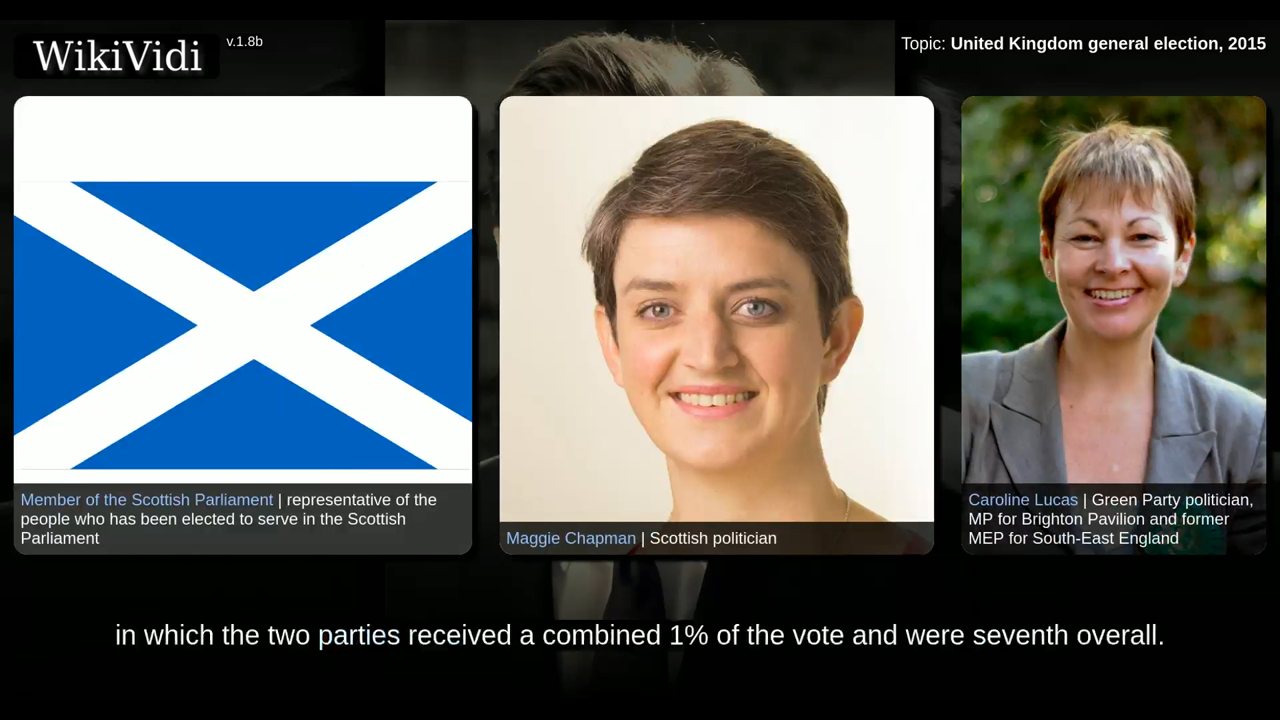 WikiVidi
v.1.8b
Topic: United Kingdom general election, 2015
Member of the Scottish Parliament | representative of the
people who has been elected to serve in the Scottish
Parliament
Maggie Chapman | Scottish politician
Caroline Lucas | Green Party politician,
MP for Brighton Pavilion and former
MEP for South-East England
in which the two parties received a combined 1% of the vote and were seventh overall.